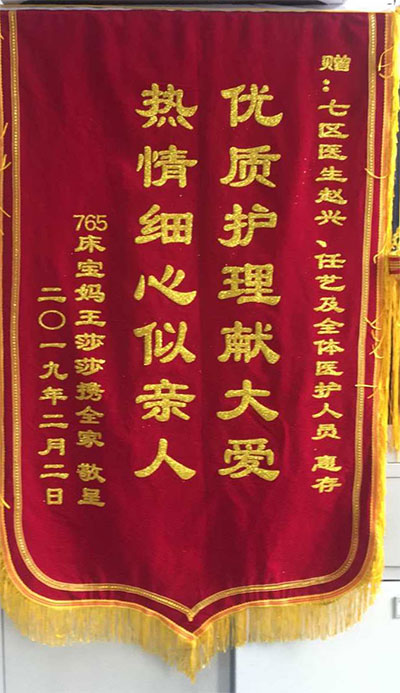 赠：七区医生赵兴、任艺及全体医护人员 惠存
优质护理献大爱
热情细心似亲人
765床宝妈王莎莎携全家 敬呈
二〇一九年二月二日